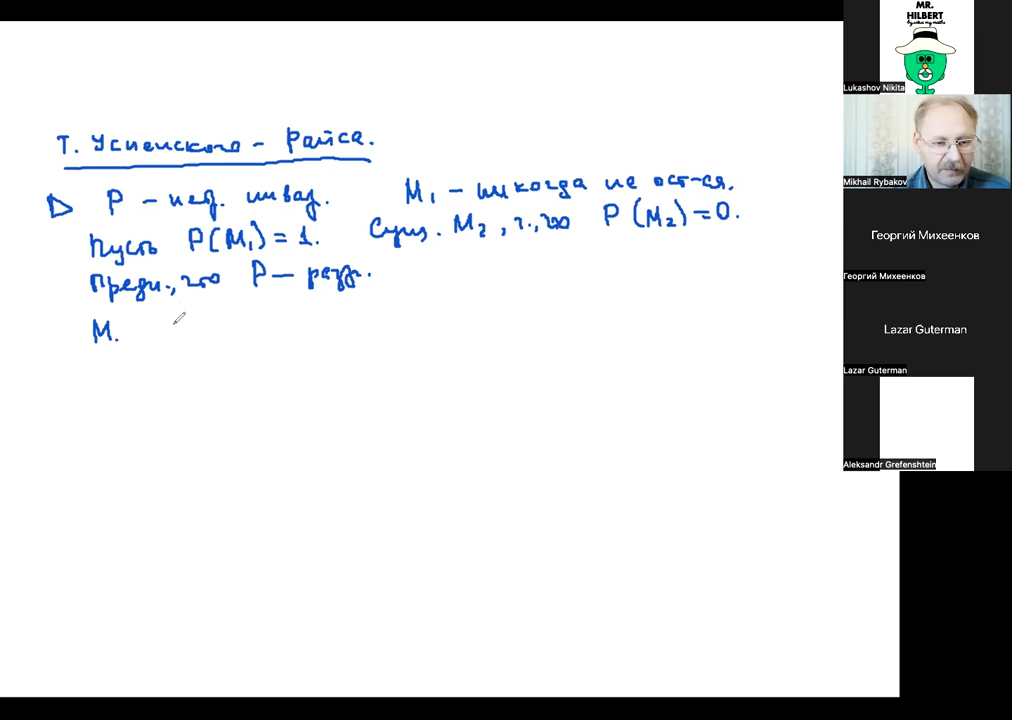 Т. Успенского - Райса.
▷ P - нед. инвар. M₁ - никогда не ост-ся.
Пусть P(M₁) = 1. Сущ. M₂, т., что P(M₂) = 0.
Предп., что P - разр.
M.
MR.
HILBERT
Lukashov Nikita
Mikhail Rybakov
Георгий Михеенков
Георгий Михеенков
Lazar Guterman
Lazar Guterman
Aleksandr Grefenshtein